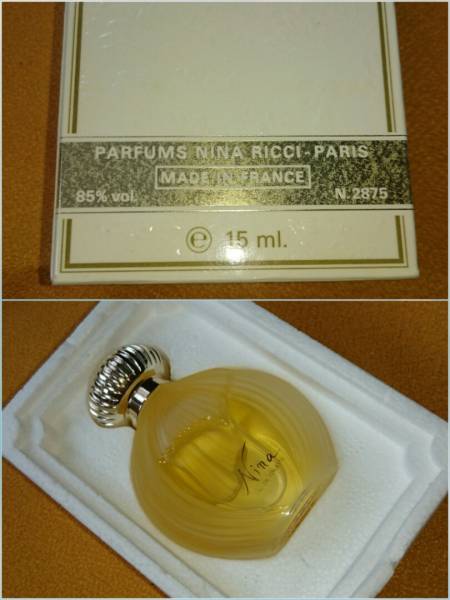 PARFUMS NINA RICCI - PARIS
MADE IN FRANCE
85% vol.
N.2875
℮ 15 ml.
Nina